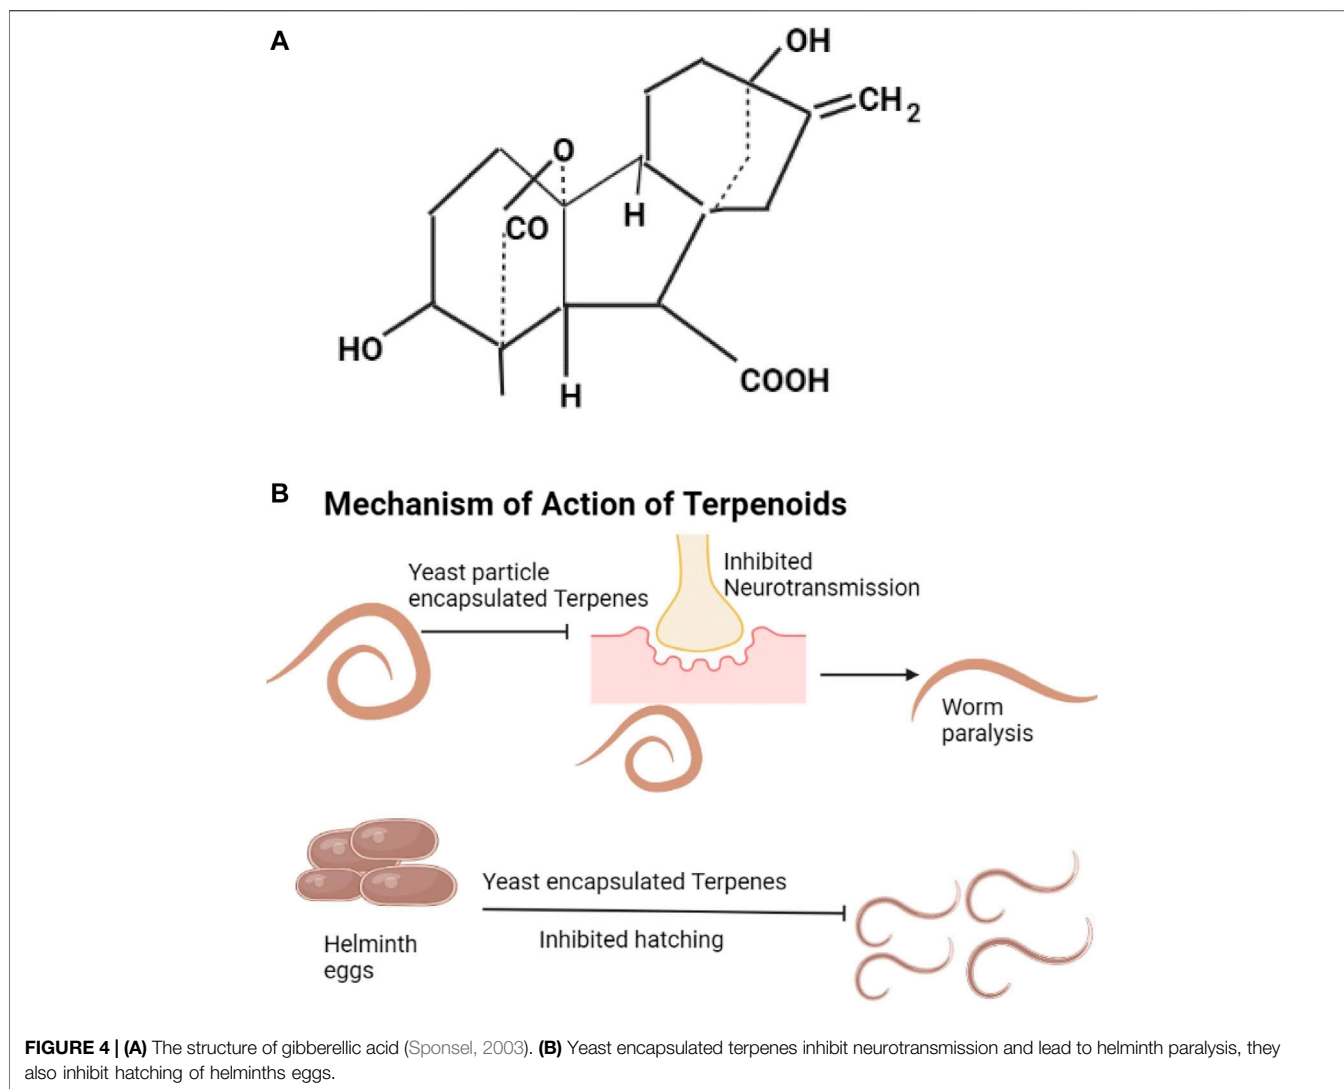 A
OH
CH2
O
H
CO
HO
COOH
H
B
Mechanism of Action of Terpenoids
Yeast particle
encapsulated Terpenes
Inhibited
Neurotransmission
Worm
paralysis
Yeast encapsulated Terpenes
Inhibited hatching
Helminth
eggs
FIGURE 4 | (A) The structure of gibberellic acid (Sponsel, 2003). (B) Yeast encapsulated terpenes inhibit neurotransmission and lead to helminth paralysis, they
also inhibit hatching of helminths eggs.